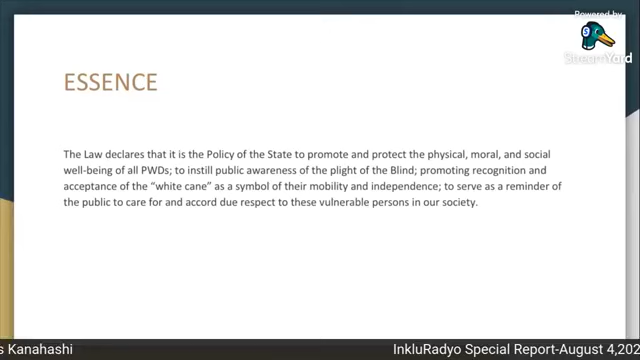 Powered by
StreamYard
ESSENCE
The Law declares that it is the Policy of the State to promote and protect the physical, moral, and social
well-being of all PWDs; to instill public awareness of the plight of the Blind; promoting recognition and
acceptance of the “white cane” as a symbol of their mobility and independence; to serve as a reminder of
the public to care for and accord due respect to these vulnerable persons in our society.
s Kanahashi
InkluRadyo Special Report-August 4,202